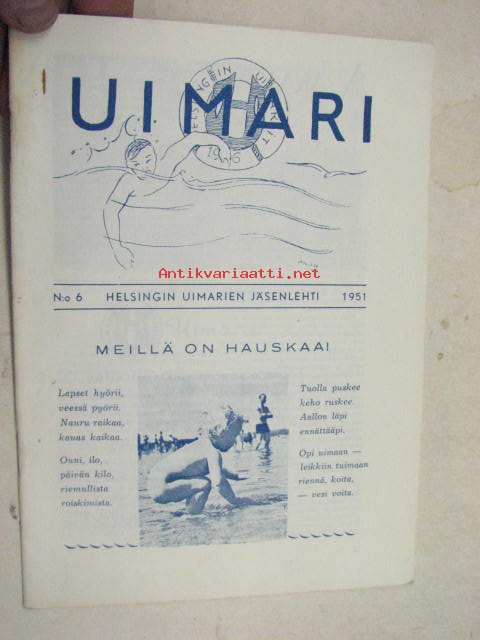 UIMARI
Antikvariaatti.net
N:o 6 HELSINGIN UIMARIEN JÄSENLEHTI 1951
MEILLÄ ON HAUSKAA!
Lapset hyörii,
veessä pyörii.
Nauru raikaa,
kauas kaikaa.
Onni, ilo,
päivän kilo,
riemullista
roiskimista.
Tuolla puskee
keho ruskee.
Aallon läpi
ennättääpi.
Opi uimaan —
leikkiin tuimaan
riennä, koita,
— vesi voita.